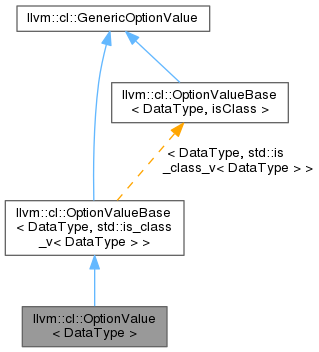 llvm::cl::GenericOptionValue
llvm::cl::OptionValueBase
< DataType, isClass >
< DataType, std::is
_class_v< DataType > >
llvm::cl::OptionValueBase
< DataType, std::is_class
_v< DataType > >
llvm::cl::OptionValue
< DataType >